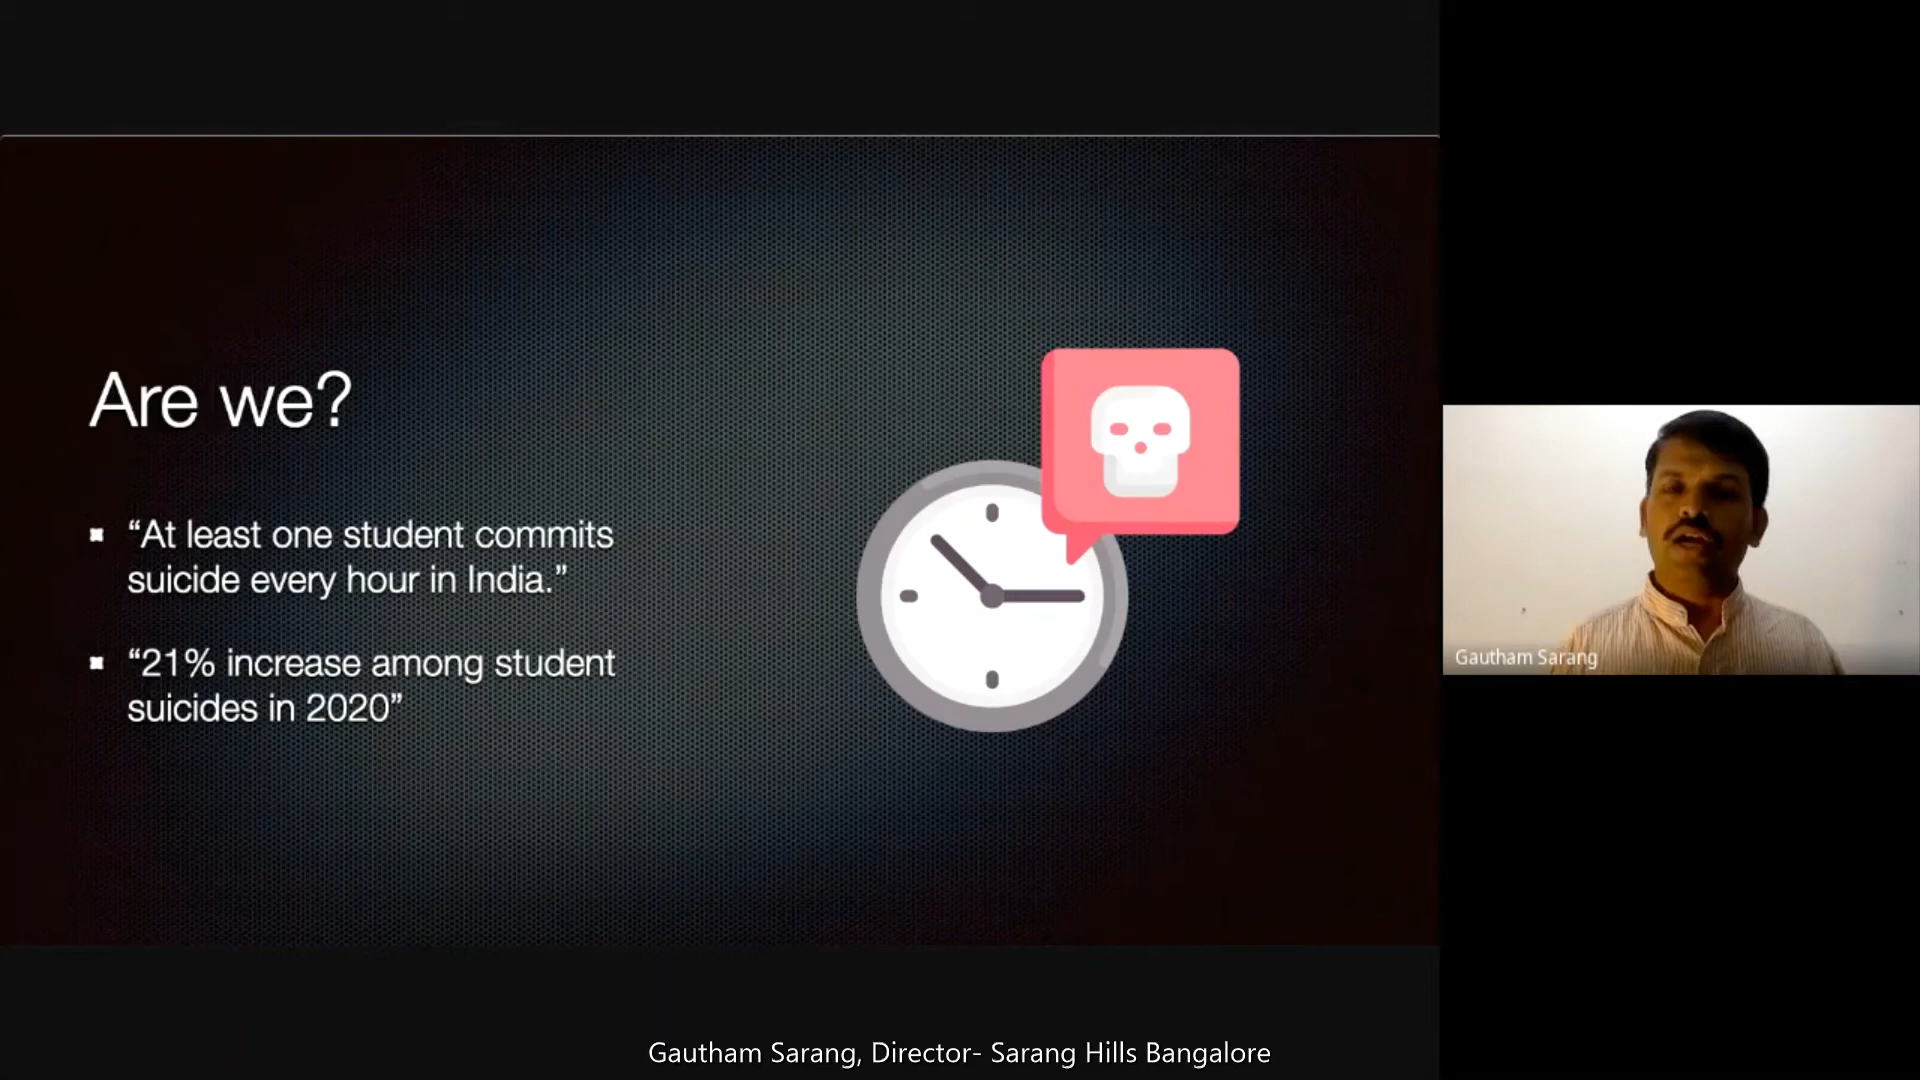 Are we?
“At least one student commits
suicide every hour in India.”
“21% increase among student
suicides in 2020”
Gautham Sarang
Gautham Sarang, Director- Sarang Hills Bangalore